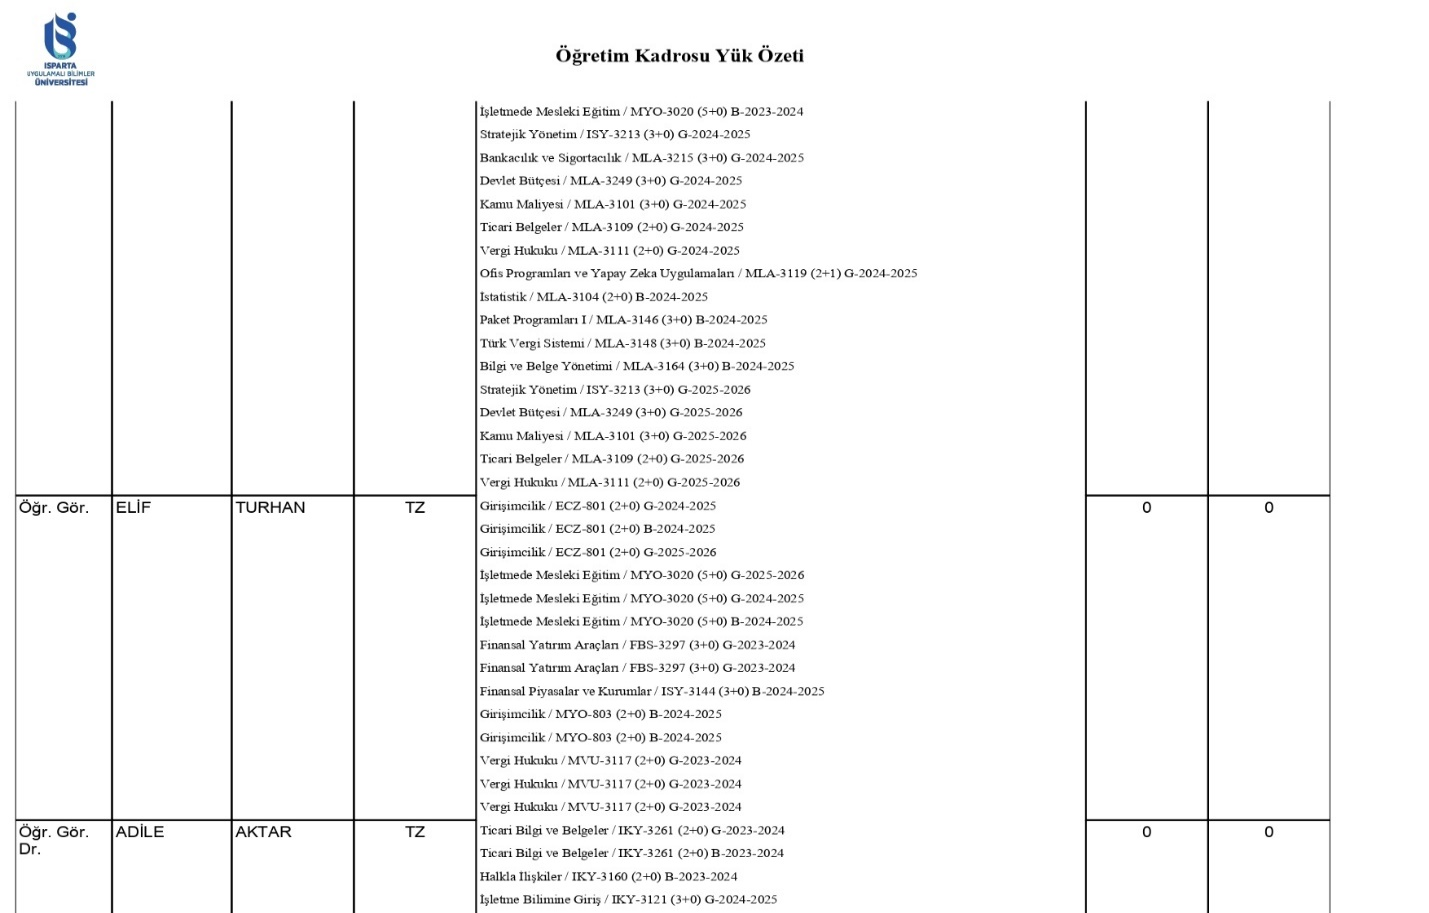 ISPARTA
UYGULAMALI BİLİMLER
ÜNİVERSİTESİ
Öğretim Kadrosu Yük Özeti
İşletmede Mesleki Eğitim / MYO-3020 (5+0) B-2023-2024
Stratejik Yönetim / ISY-3213 (3+0) G-2024-2025
Bankacılık ve Sigortacılık / MLA-3215 (3+0) G-2024-2025
Devlet Bütçesi / MLA-3249 (3+0) G-2024-2025
Kamu Maliyesi / MLA-3101 (3+0) G-2024-2025
Ticari Belgeler / MLA-3109 (2+0) G-2024-2025
Vergi Hukuku / MLA-3111 (2+0) G-2024-2025
Ofis Programları ve Yapay Zeka Uygulamaları / MLA-3119 (2+1) G-2024-2025
İstatistik / MLA-3104 (2+0) B-2024-2025
Paket Programları I / MLA-3146 (3+0) B-2024-2025
Türk Vergi Sistemi / MLA-3148 (3+0) B-2024-2025
Bilgi ve Belge Yönetimi / MLA-3164 (3+0) B-2024-2025
Stratejik Yönetim / ISY-3213 (3+0) G-2025-2026
Devlet Bütçesi / MLA-3249 (3+0) G-2025-2026
Kamu Maliyesi / MLA-3101 (3+0) G-2025-2026
Ticari Belgeler / MLA-3109 (2+0) G-2025-2026
Vergi Hukuku / MLA-3111 (2+0) G-2025-2026
Öğr. Gör. ELİF TURHAN TZ Girişimcilik / ECZ-801 (2+0) G-2024-2025 0 0
Girişimcilik / ECZ-801 (2+0) B-2024-2025
Girişimcilik / ECZ-801 (2+0) G-2025-2026
İşletmede Mesleki Eğitim / MYO-3020 (5+0) G-2025-2026
İşletmede Mesleki Eğitim / MYO-3020 (5+0) G-2024-2025
İşletmede Mesleki Eğitim / MYO-3020 (5+0) B-2024-2025
Finansal Yatırım Araçları / FBS-3297 (3+0) G-2023-2024
Finansal Yatırım Araçları / FBS-3297 (3+0) G-2023-2024
Finansal Piyasalar ve Kurumlar / ISY-3144 (3+0) B-2024-2025
Girişimcilik / MYO-803 (2+0) B-2024-2025
Girişimcilik / MYO-803 (2+0) B-2024-2025
Vergi Hukuku / MVU-3117 (2+0) G-2023-2024
Vergi Hukuku / MVU-3117 (2+0) G-2023-2024
Vergi Hukuku / MVU-3117 (2+0) G-2023-2024
Öğr. Gör. ADİLE AKTAR TZ Ticari Bilgi ve Belgeler / IKY-3261 (2+0) G-2023-2024 0 0
Dr. Ticari Bilgi ve Belgeler / IKY-3261 (2+0) B-2023-2024
Halkla Ilişkiler / IKY-3160 (2+0) B-2023-2024
İşletme Bilimine Giriş / IKY-3121 (3+0) G-2024-2025